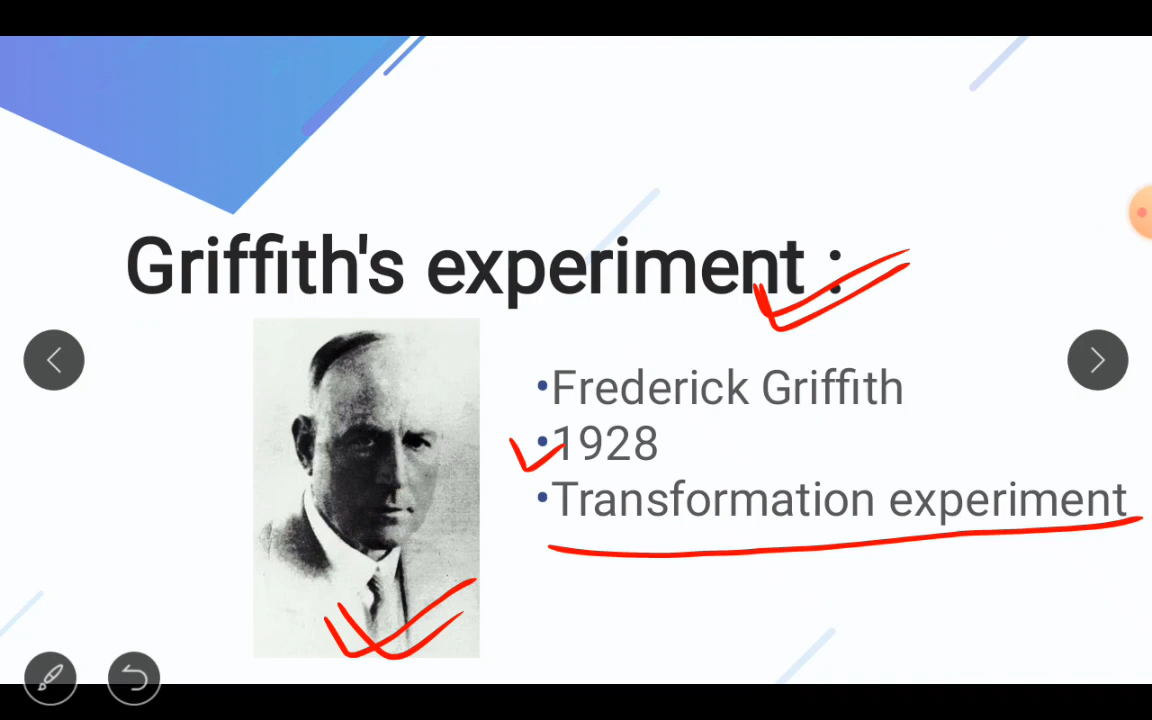 Griffith's experiment :
•Frederick Griffith
•1928
•Transformation experiment